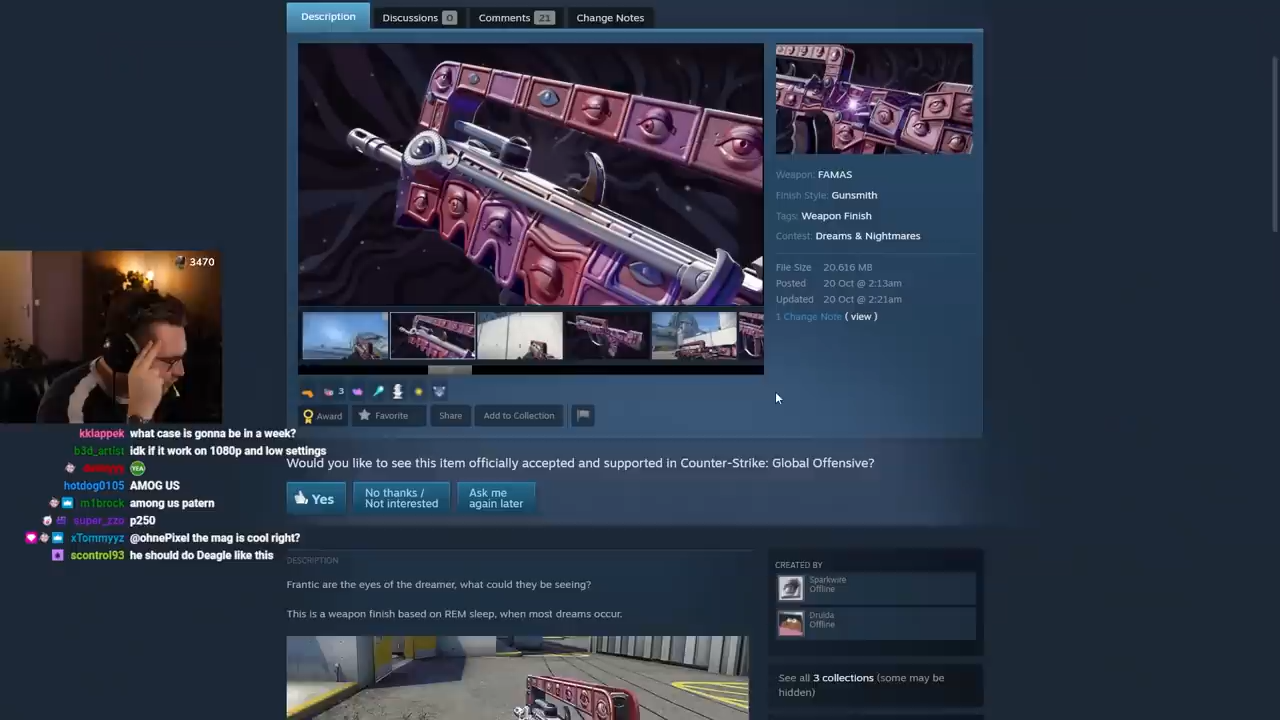 Description
Discussions 0
Comments 21
Change Notes
Weapon: FAMAS
Finish Style: Gunsmith
Tags: Weapon Finish
Contest: Dreams & Nightmares
File Size 20.616 MB
Posted 20 Oct @ 2:13am
Updated 20 Oct @ 2:21am
1 Change Note ( view )
3
Award
Favorite
Share
Add to Collection
Would you like to see this item officially accepted and supported in Counter-Strike: Global Offensive?
Yes
No thanks /
Not interested
Ask me
again later
DESCRIPTION
Frantic are the eyes of the dreamer, what could they be seeing?
This is a weapon finish based on REM sleep, when most dreams occur.
CREATED BY
Sparkwire
Offline
Druida
Offline
See all 3 collections (some may be
hidden)
3470
kklappek what case is gonna be in a week?
b3d_artist idk if it work on 1080p and low settings
YEA
hotdog0105 AMOG US
m1brock among us patern
super_rzo p250
xTommyyz @ohnePixel the mag is cool right?
scontrol93 he should do Deagle like this